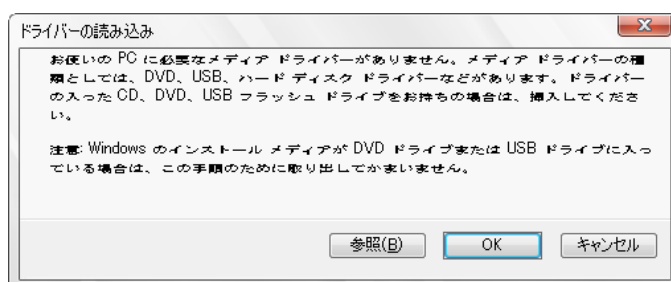 ドライバーの読み込み
お使いの PC に必要なメディア ドライバーがありません。メディア ドライバーの種
類としては、DVD、USB、ハード ディスク ドライバーなどがあります。ドライバー
の入った CD、DVD、USB フラッシュ ドライブをお持ちの場合は、挿入してくださ
い。
注意: Windows のインストール メディアが DVD ドライブまたは USB ドライブに入っ
ている場合は、この手順のために取り出してかまいません。
参照(B)
OK
キャンセル